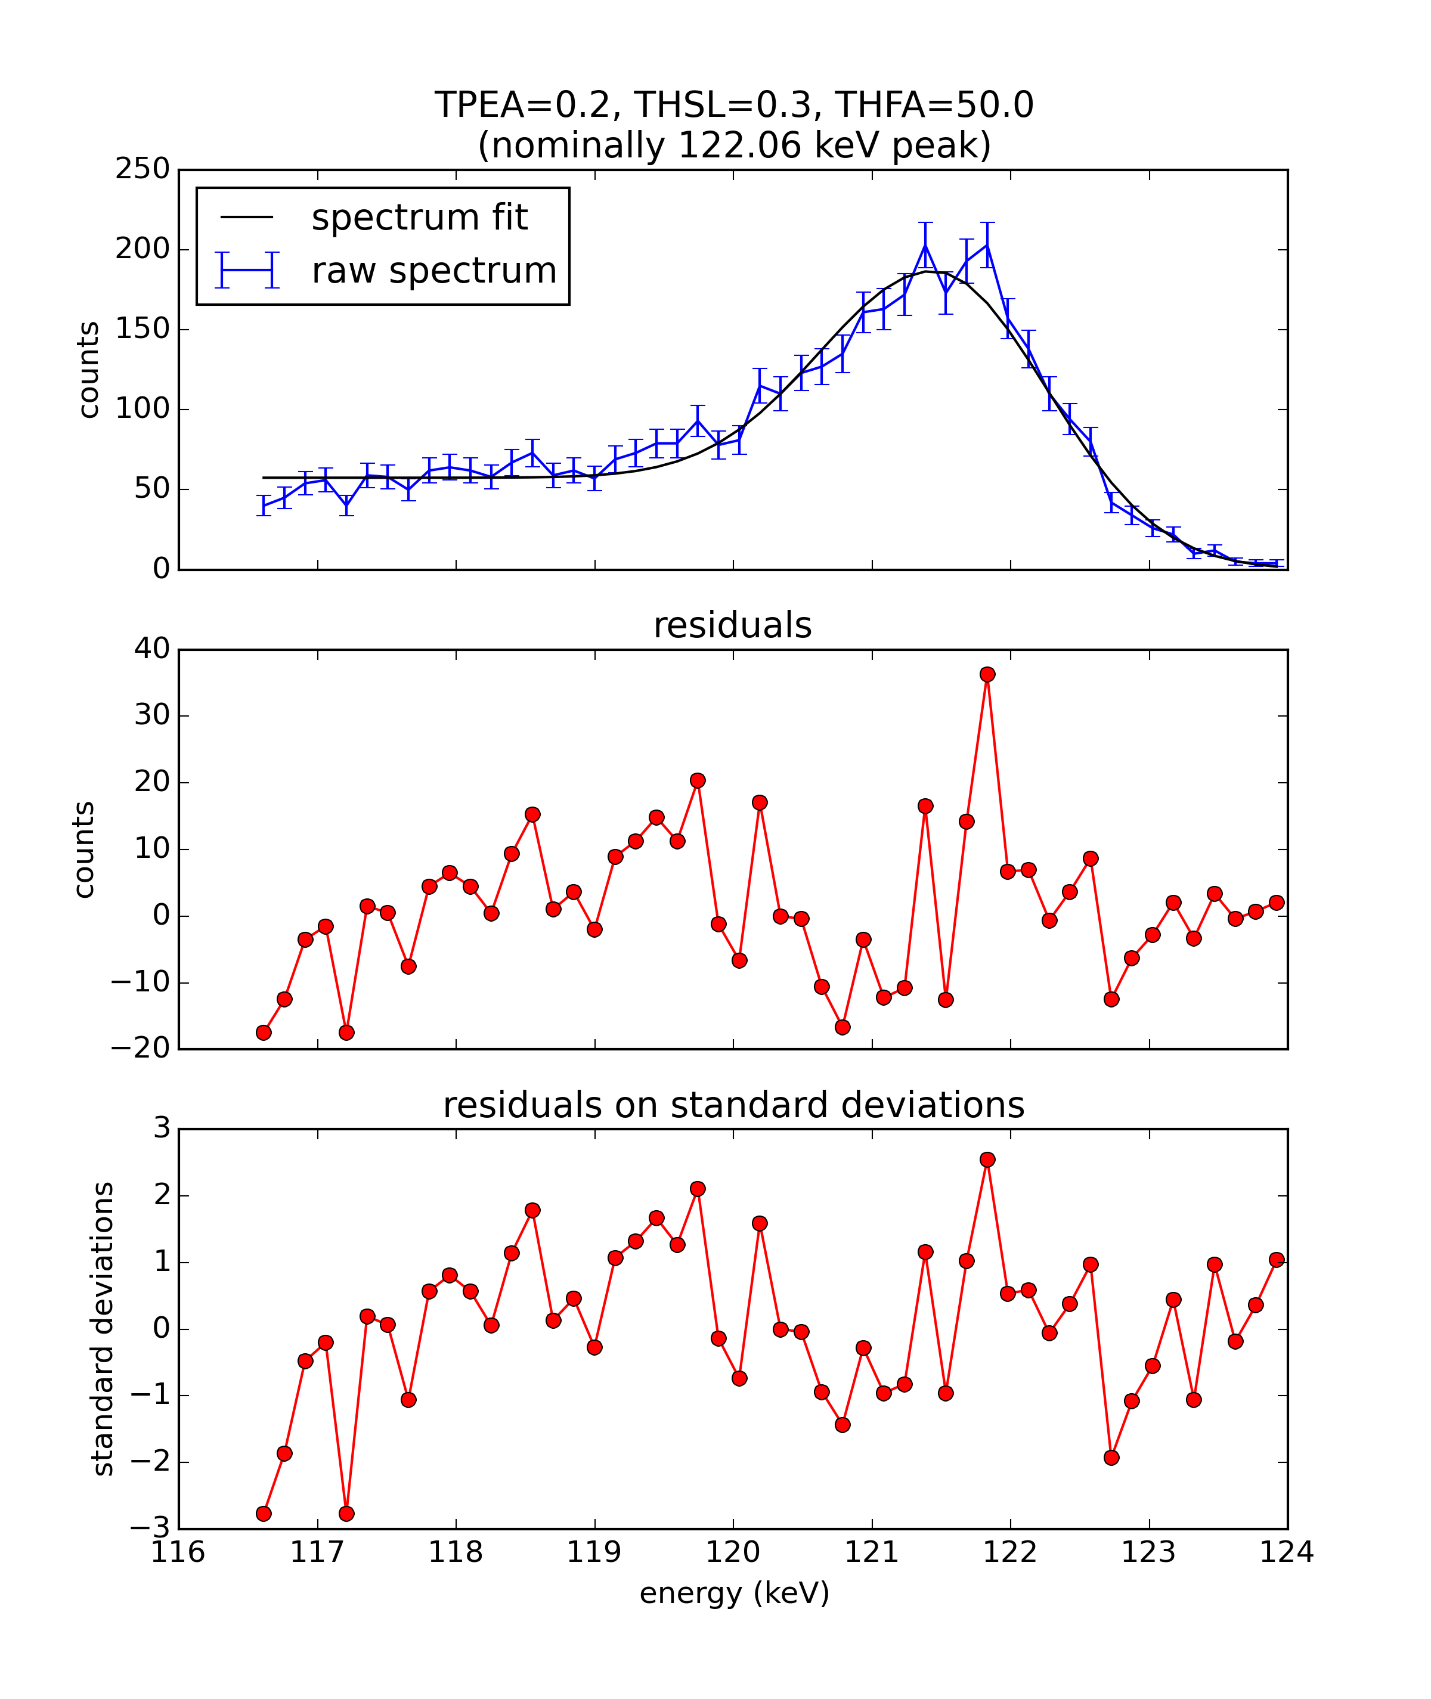 TPEA=0.2, THSL=0.3, THFA=50.0
(nominally 122.06 keV peak)
250
200
150
100
50
0
counts
spectrum fit
raw spectrum
residuals
40
30
20
10
0
−10
−20
counts
residuals on standard deviations
3
2
1
0
−1
−2
−3
standard deviations
116 117 118 119 120 121 122 123 124
energy (keV)